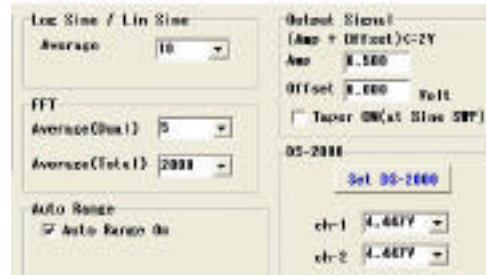 Log Sine / Lin Sine
Average 10
FFT
Average(Dual) 5
Average(Total) 2000
Auto Range
Auto Range On
Output Signal
(Amp + Offset)<=2V
Amp 0.500
Offset 0.000 Volt
Taper ON(at Sine SWP)
DS-2000
Set DS-2000
ch-1 4.467V
ch-2 4.467V